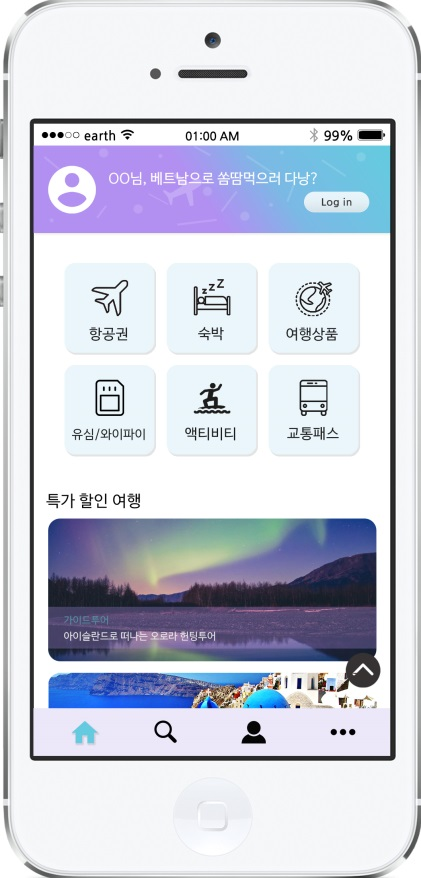 earth 01:00 AM 99%
OO님, 베트남으로 쏨땀먹으러 다낭?
Log in
z z Z
항공권 숙박 여행상품
유심/와이파이 액티비티 교통패스
특가 할인 여행
가이드투어
아이슬란드로 떠나는 오로라 헌팅투어